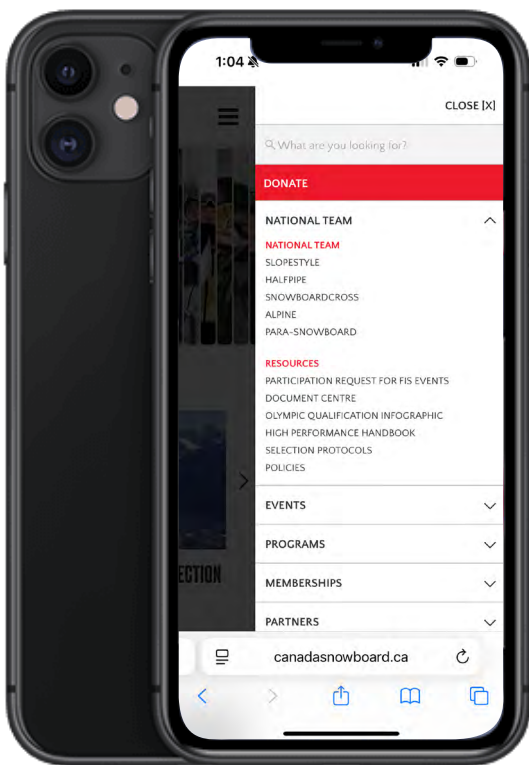 1:04
CLOSE [X]
What are you looking for?
DONATE
NATIONAL TEAM
NATIONAL TEAM
SLOPESTYLE
HALFPIPE
SNOWBOARDCROSS
ALPINE
PARA-SNOWBOARD
RESOURCES
PARTICIPATION REQUEST FOR FIS EVENTS
DOCUMENT CENTRE
OLYMPIC QUALIFICATION INFOGRAPHIC
HIGH PERFORMANCE HANDBOOK
SELECTION PROTOCOLS
POLICIES
EVENTS
PROGRAMS
ECTION
MEMBERSHIPS
PARTNERS
canadasnowboard.ca